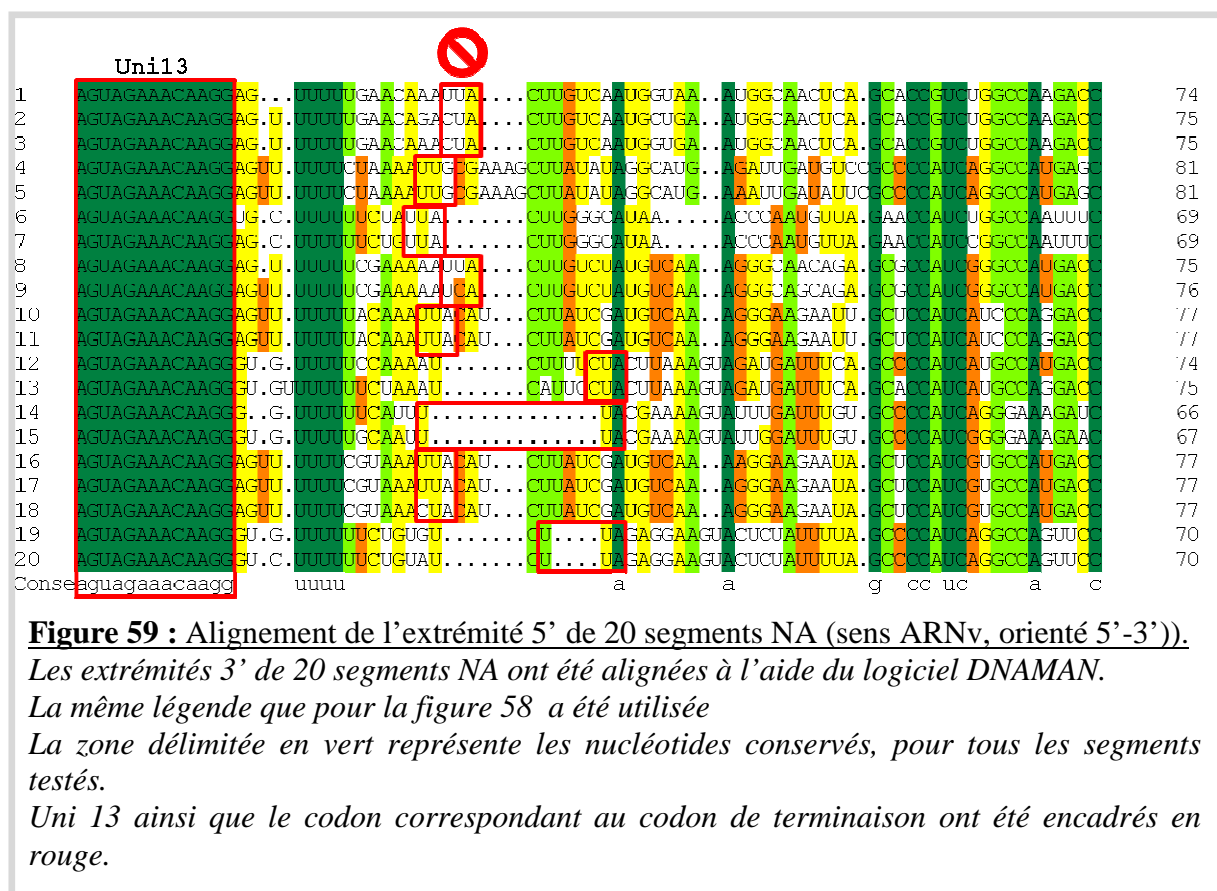 Uni13
1 AGUAGAAACAAGGAG...UUUUUGAACAAAUUA....CUUGUCAAUGGUAA..AUGGCAACUCA.GCACCGUCUGGCCAAGACC 74
2 AGUAGAAACAAGGAG.U.UUUUUGAACAGACUA....CUUGUCAAUGCUGA..AUGGCAACUCA.GCACCGUCUGGCCAAGACC 75
3 AGUAGAAACAAGGAG.U.UUUUUGAACAAACUA....CUUGUCAAUGGUGA..AUGGCAACUCA.GCACCGUCUGGCCAAGACC 75
4 AGUAGAAACAAGGAGUU.UUUUCUAAAAUUGCGAAAGCUUAUAUAGGCAUG..AGAUUGAUGUCCGCCCCAUCAGGCCAUGAGC 81
5 AGUAGAAACAAGGAGUU.UUUUCUAAAAUUGCGAAAGCUUAUAUAGGCAUG..AAAUUGAUAUUCGCCCCAUCAGGCCAUGAGC 81
6 AGUAGAAACAAGGUG.C.UUUUUUCUAUUA.......CUUGGGCAUAA.....ACCCAAUGUUA.GAACCAUCUGGCCAAUUUC 69
7 AGUAGAAACAAGGAG.C.UUUUUUCUGUUA.......CUUGGGCAUAA.....ACCCAAUGUUA.GAACCAUCCGGCCAAUUUC 69
8 AGUAGAAACAAGGAG.U.UUUUUCGAAAAAUUA....CUUGUCUAUGUCAA..AGGGCAACAGA.GCGCCAUCGGGCCAUGACC 75
9 AGUAGAAACAAGGAGUU.UUUUUCGAAAAAUCA....CUUGUCUAUGUCAA..AGGGCAGCAGA.GCGCCAUCGGGCCAUGACC 76
10 AGUAGAAACAAGGAGUU.UUUUUACAAAUUACAU...CUUAUCGAUGUCAA..AGGGAAGAAUU.GCUCCAUCAUCCCAGGACC 77
11 AGUAGAAACAAGGAGUU.UUUUUACAAAUUACAU...CUUAUCGAUGUCAA..AGGGAAGAAUU.GCUCCAUCAUCCCAGGACC 77
12 AGUAGAAACAAGGGU.G.UUUUUCCAAAAU.......CUUUCUACUUAAAGUAGAUGAUUUCA.GCCCCAUCAUGCCAGGACC 74
13 AGUAGAAACAAGGGU.GUUUUUUUCUAAAU.......CAUUCCUACUUAAAGUAGAUGAUUUCA.GCACCAUCAUGCCAGGACC 75
14 AGUAGAAACAAGGG..G.UUUUUUCAUUU..............UACGAAAAGUAUUUGAUUUGU.GCCCCAUCAGGGAAAGAUC 66
15 AGUAGAAACAAGGGU.G.UUUUUGCAAUU..............UACGAAAAGUAUUGGAUUUGU.GCCCCAUCGGGGAAAGAAC 67
16 AGUAGAAACAAGGAGUU.UUUUCGUAAAUUACAU...CUUAUCGAUGUCAA..AAGGAAGAAUA.GCUCCAUCGUGCCAUGACC 77
17 AGUAGAAACAAGGAGUU.UUUUCGUAAAUUACAU...CUUAUCGAUGUCAA..AGGGAAGAAUA.GCUCCAUCGUGCCAUGACC 77
18 AGUAGAAACAAGGAGUU.UUUUCGUAAACUACAU...CUUAUCGAUGUCAA..AGGGAAGAAUA.GCUCCAUCGUGCCAUGACC 77
19 AGUAGAAACAAGGGU.G.UUUUUUCUGUGU.......CU....UAGAGGAAGUACUCUAUUUUA.GCCCCAUCAGGCCAGUUCC 70
20 AGUAGAAACAAGGGU.C.UUUUUUCUGUAU.......CU....UAGAGGAAGUACUCUAUUUUA.GCCCCAUCAGGCCAGUUCC 70
Conseaguagaaacaagg uuuu a a g cc uc a c
Figure 59 : Alignement de l’extrémité 5’ de 20 segments NA (sens ARNv, orienté 5’-3’)).
Les extrémités 3’ de 20 segments NA ont été alignées à l’aide du logiciel DNAMAN.
La même légende que pour la figure 58 a été utilisée
La zone délimitée en vert représente les nucléotides conservés, pour tous les segments
testés.
Uni 13 ainsi que le codon correspondant au codon de terminaison ont été encadrés en
rouge.